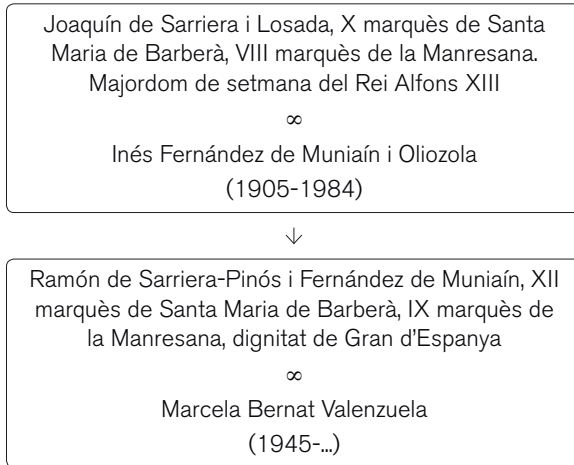 Joaquín de Sarriera i Losada, X marquès de Santa
Maria de Barberà, VIII marquès de la Manresana.
Majordom de setmana del Rei Alfons XIII
∞
Inés Fernández de Muniaín i Oliozola
(1905-1984)
↓
Ramón de Sarriera-Pinós i Fernández de Muniaín, XII
marquès de Santa Maria de Barberà, IX marquès de
la Manresana, dignitat de Gran d'Espanya
∞
Marcela Bernat Valenzuela
(1945-...)